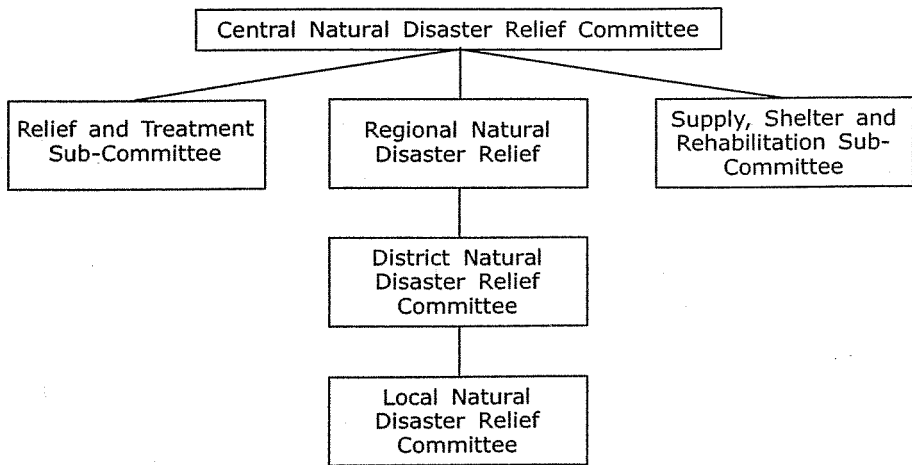 Central Natural Disaster Relief Committee
Relief and Treatment
Sub-Committee
Regional Natural
Disaster Relief
Supply, Shelter and
Rehabilitation Sub-
Committee
District Natural
Disaster Relief
Committee
Local Natural
Disaster Relief
Committee